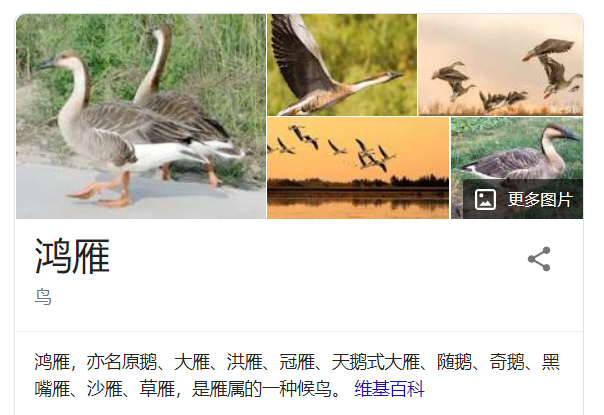 更多图片
鸿雁
鸟
鸿雁，亦名原鹅、大雁、洪雁、冠雁、天鹅式大雁、随鹅、奇鹅、黑
嘴雁、沙雁、草雁，是雁属的一种候鸟。 维基百科